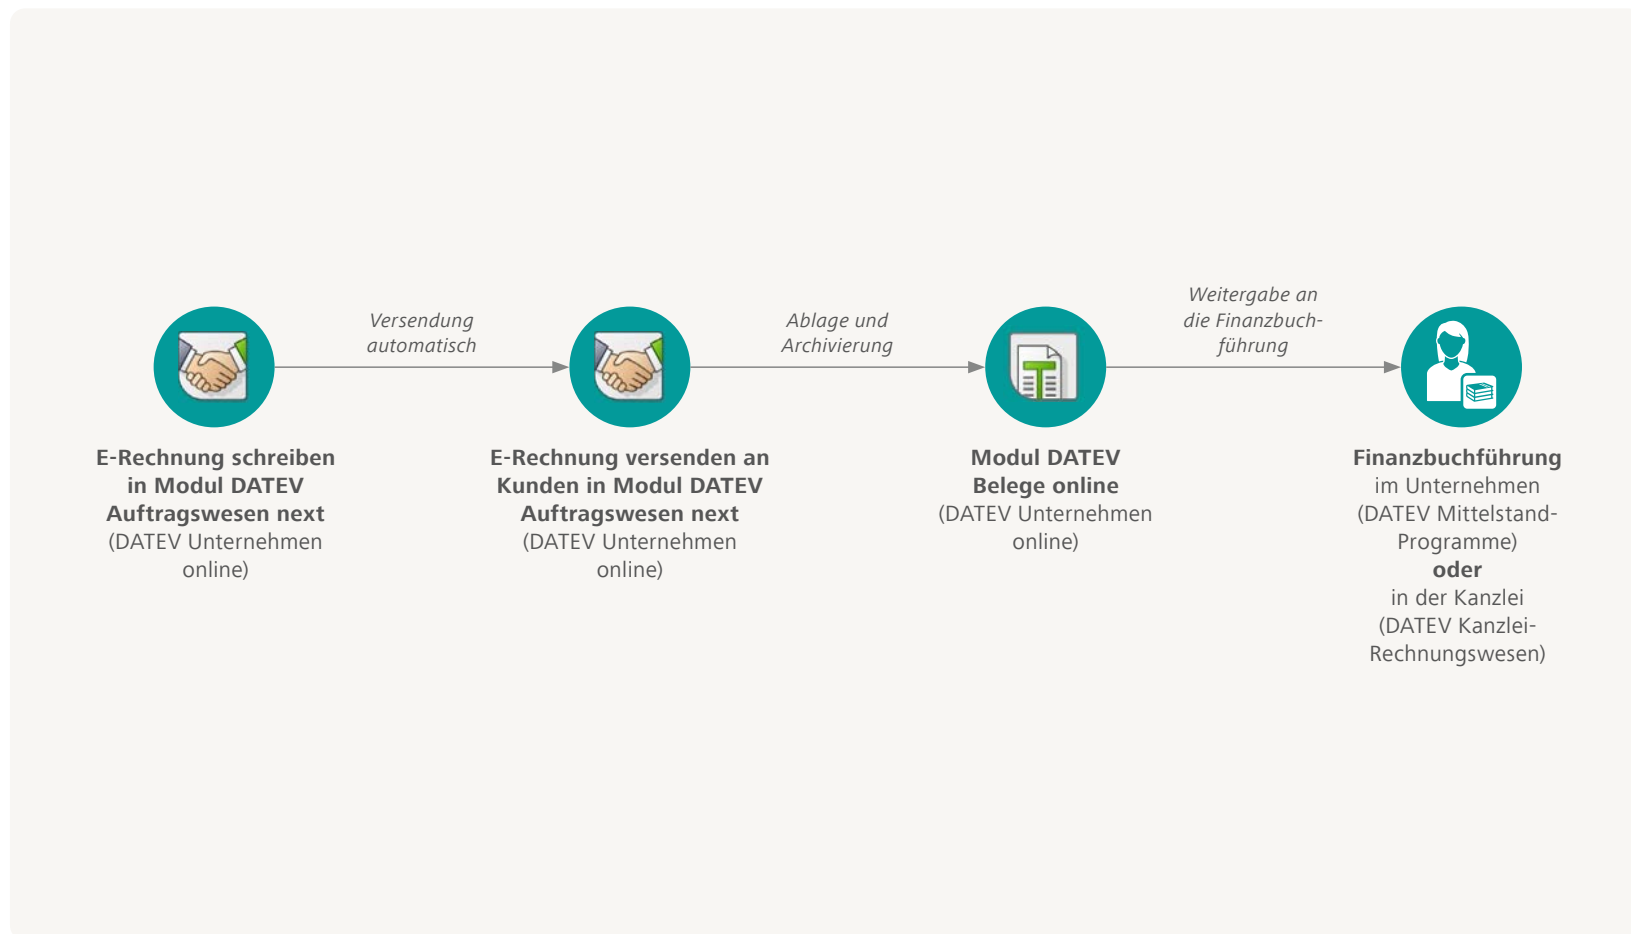 Versendung
automatisch
Ablage und
Archivierung
Weitergabe an
die Finanzbuch-
führung
E-Rechnung schreiben
in Modul DATEV
Auftragswesen next
(DATEV Unternehmen
online)
E-Rechnung versenden an
Kunden in Modul DATEV
Auftragswesen next
(DATEV Unternehmen
online)
Modul DATEV
Belege online
(DATEV Unternehmen
online)
Finanzbuchführung
im Unternehmen
(DATEV Mittelstand-
Programme)
oder
in der Kanzlei
(DATEV Kanzlei-
Rechnungswesen)